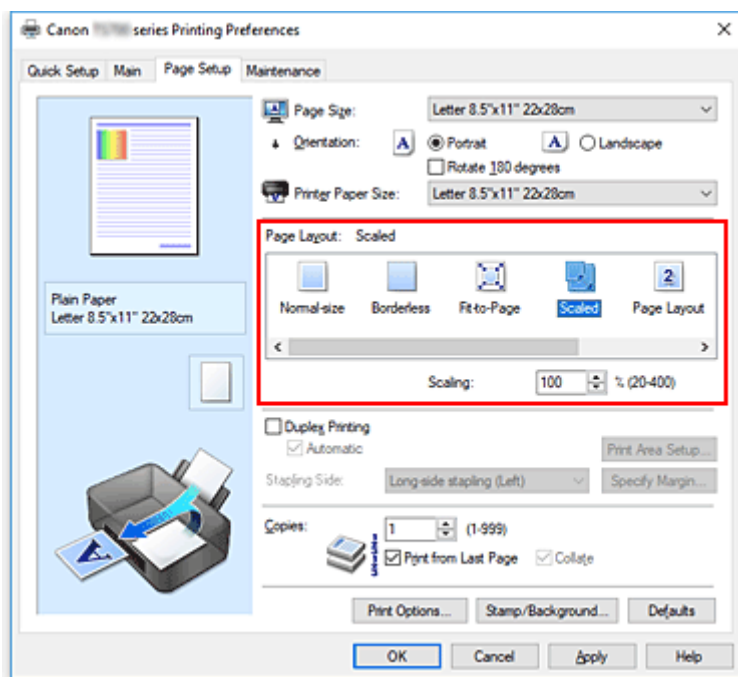 Canon series Printing Preferences
Quick Setup Main Page Setup Maintenance
Page Size: Letter 8.5"x11" 22x28cm
Orientation: A Portrait A Landscape
Rotate 180 degrees
Printer Paper Size: Letter 8.5"x11" 22x28cm
Page Layout: Scaled
Normal-size Borderless Fit-to-Page Scaled Page Layout
Scaling: 100 % (20-400)
Plain Paper
Letter 8.5"x11" 22x28cm
Duplex Printing
Automatic
Print Area Setup...
Stapling Side: Long-side stapling (Left) Specify Margin...
Copies: 1 (1-999)
Print from Last Page Collate
Print Options... Stamp/Background... Defaults
OK Cancel Apply Help